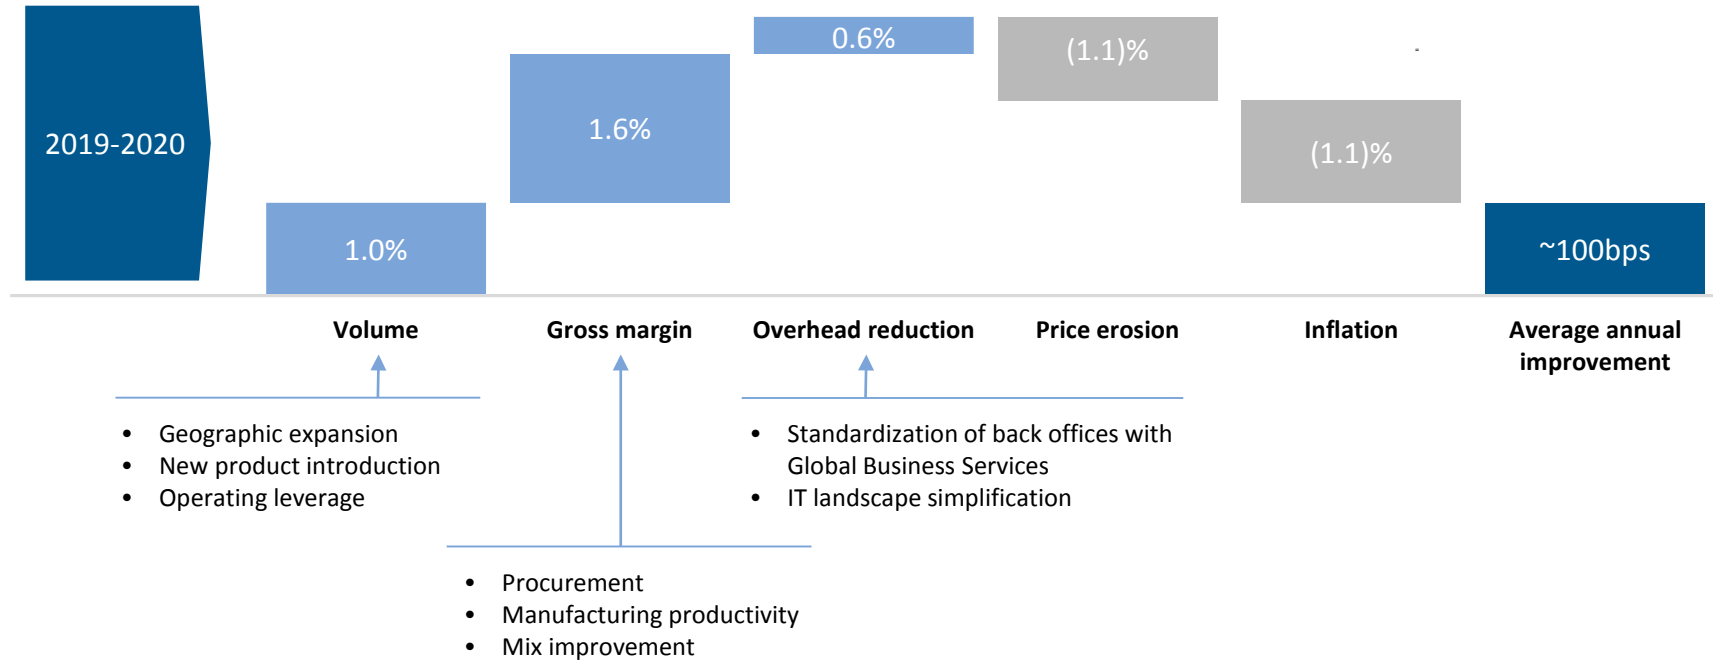 2019-2020
1.0%
1.6%
0.6%
(1.1)%
(1.1)%
~100bps
Volume
Gross margin
Overhead reduction
Price erosion
Inflation
Average annual
improvement
• Geographic expansion
• New product introduction
• Operating leverage
• Standardization of back offices with
Global Business Services
• IT landscape simplification
• Procurement
• Manufacturing productivity
• Mix improvement